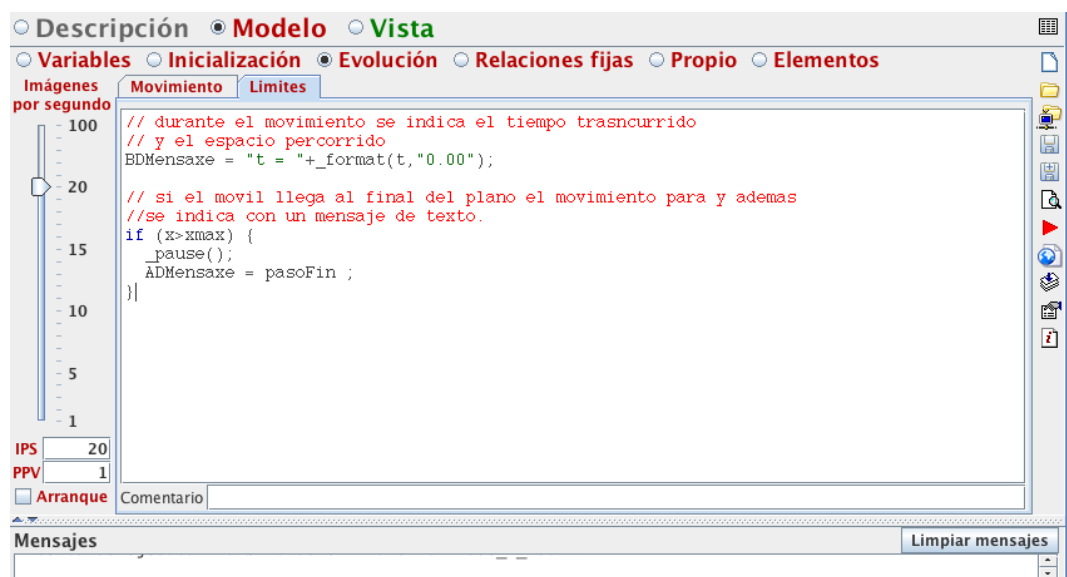 Descripción Modelo Vista
Variables Inicialización Evolución Relaciones fijas Propio Elementos
Imágenes
por segundo
Movimiento Limites
100
20
15
10
5
1
// durante el movimiento se indica el tiempo trasncurrido
// y el espacio percorrido
BDMensaxe = "t = "+_format(t,"0.00");
// si el movil llega al final del plano el movimiento para y ademas
//se indica con un mensaje de texto.
if (x>xmax) {
_pause();
ADMensaxe = pasoFin ;
}
IPS 20
PPV 1
Arranque Comentario
Mensajes Limpiar mensajes